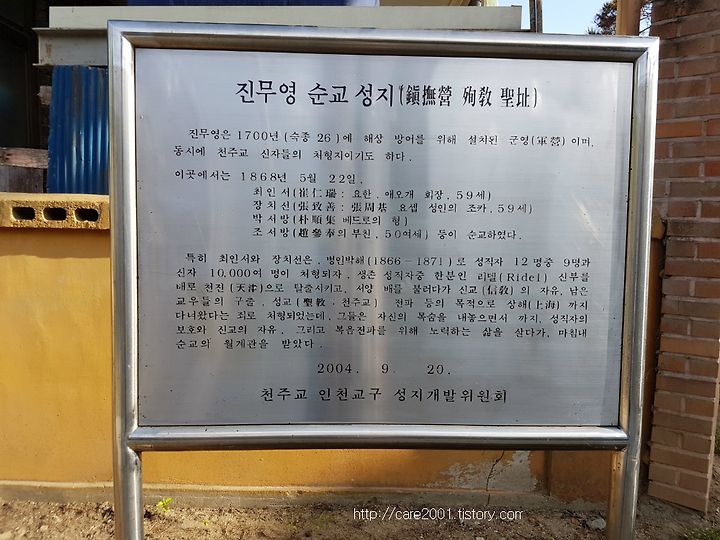 진무영 순교 성지(鎭撫營 殉敎 聖址)
진무영은 1700년(숙종 26)에 해상 방어를 위해 설치된 군영(軍營)이며,
동시에 천주교 신자들의 처형지이기도 하다.
이곳에서는 1868년 5월 22일,
최인서(崔仁瑞: 요한, 애오개 회장, 59세)
장치선(張致善: 張周基 요셉 성인의 조카, 59세)
박서방(朴順集 베드로의 형)
조서방(趙參奉의 부친, 50여세) 등이 순교하였다.
특히 최인서와 장치선은, 병인박해(1866-1871)로 성직자 12명중 9명과
신자 10,000여 명이 처형되자, 생존 성직자중 한분인 리델(Ridel) 신부를
배로 천진(天津)으로 탈출시키고, 서양 배를 불러다가 신교(信敎)의 자유, 남은
교우들의 구출, 성교(聖敎: 천주교) 전파 등의 목적으로 상해(上海)까지
다녀왔다는 죄로 처형되었는데, 그들은 자신의 목숨을 내놓으면서 까지, 성직자의
보호와 신교의 자유, 그리고 복음전파를 위해 노력하는 삶을 살다가, 마침내
순교의 월계관을 받았다.
2004. 9. 20.
천주교 인천교구 성지개발위원회
http://care2001.tistory.com